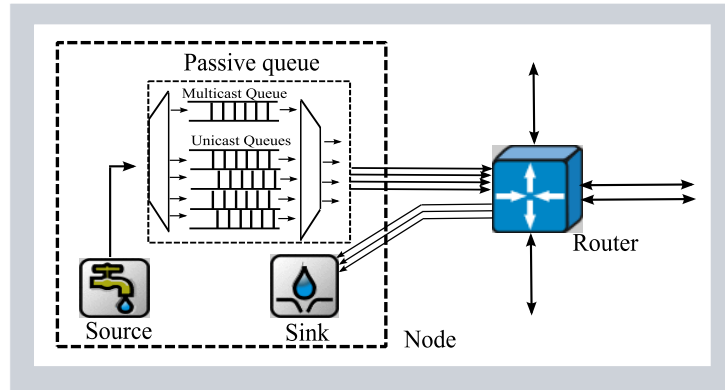 Passive queue
Multicast Queue
Unicast Queues
Router
Source
Sink
Node